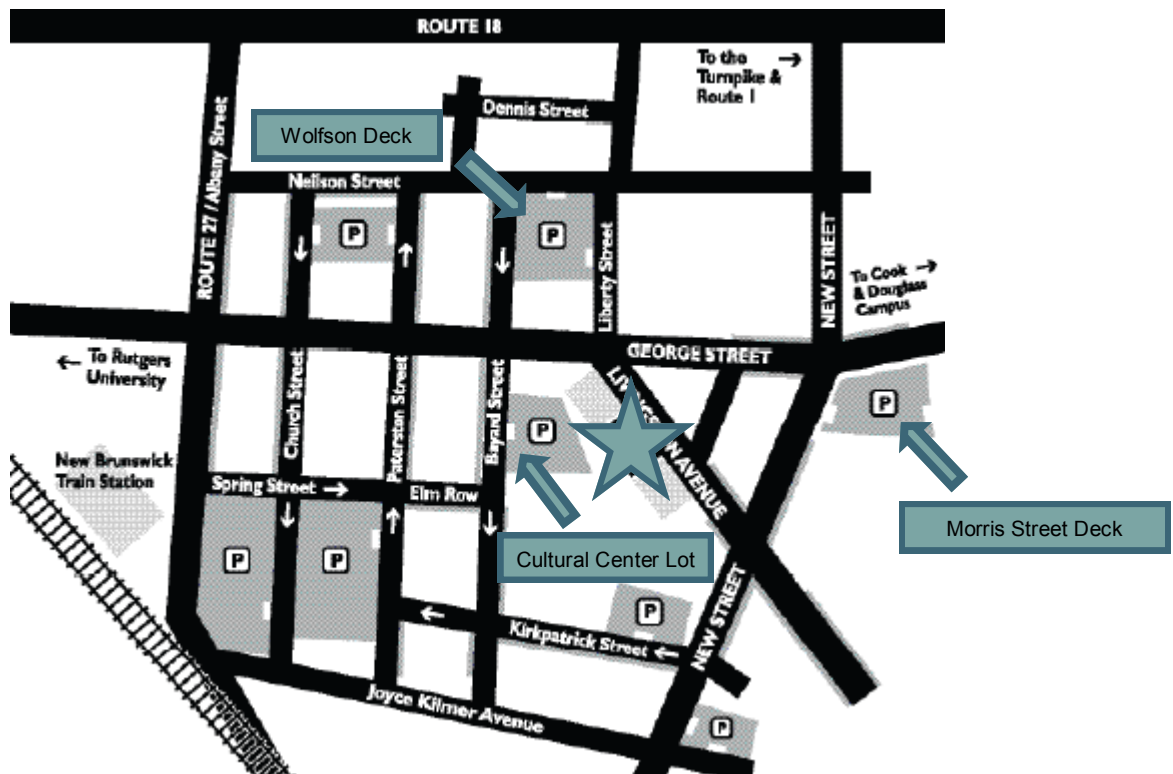 ROUTE 18
To the →
Turnpike &
Route 1
Dennis Street
Wolfson Deck
Neilson Street
ROUTE 27 / Albany Street
P
P
Liberty Street
NEW STREET
To Cook →
& Douglass
Campus
GEORGE STREET
← To Rutgers
University
Church Street
Paterston Street
Bayard Street
P
P
LIVINGSTON AVENUE
New Brunswick
Train Station
Spring Street →
Elm Row
Morris Street Deck
Cultural Center Lot
P
P
P
Kirkpatrick Street ←
NEW STREET
Joyce Kilmer Avenue
P